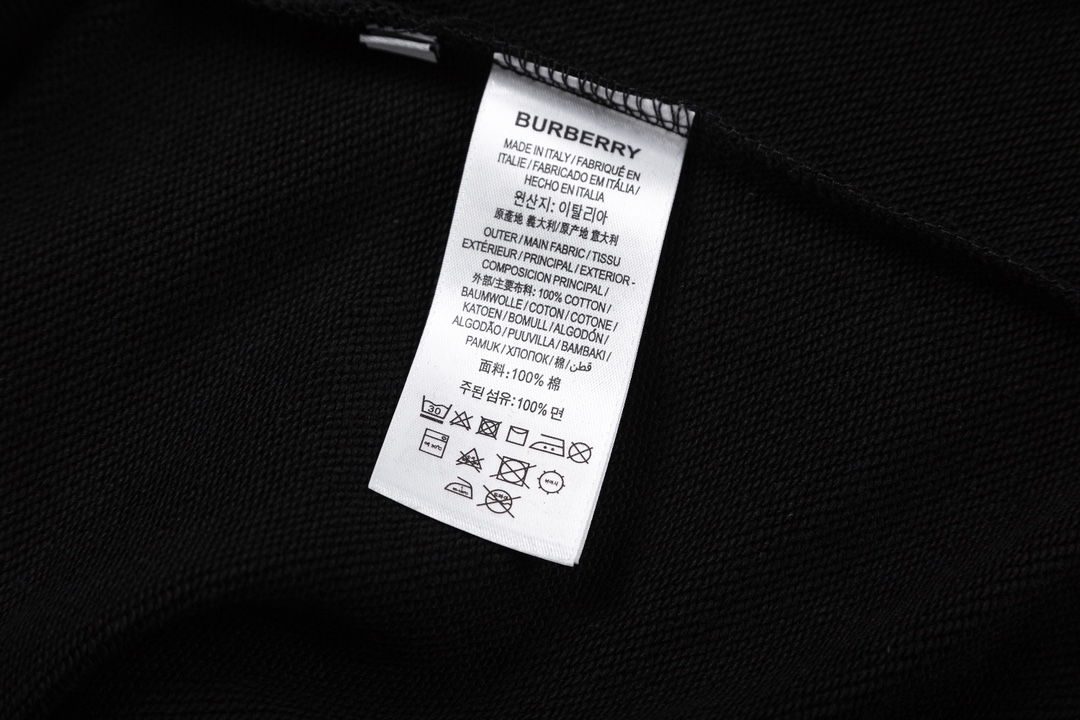 BURBERRY
MADE IN ITALY / FABRIQUÉ EN
ITALIE / FABRICADO EM ITÁLIA /
HECHO EN ITALIA
원산지: 이탈리아
原產地 義大利/原产地 意大利
OUTER / MAIN FABRIC / TISSU
EXTÉRIEUR / PRINCIPAL / EXTERIOR -
COMPOSICION PRINCIPAL /
外部/主要布料: 100% COTTON /
BAUMWOLLE / COTON / COTONE /
KATOEN / BOMULL / ALGODÓN /
ALGODÃO / PUUVILLA / BAMBAKI /
PAMUK / ХЛОПОК / 棉 / قطن
面料: 100% 棉
주된 섬유: 100% 면
30